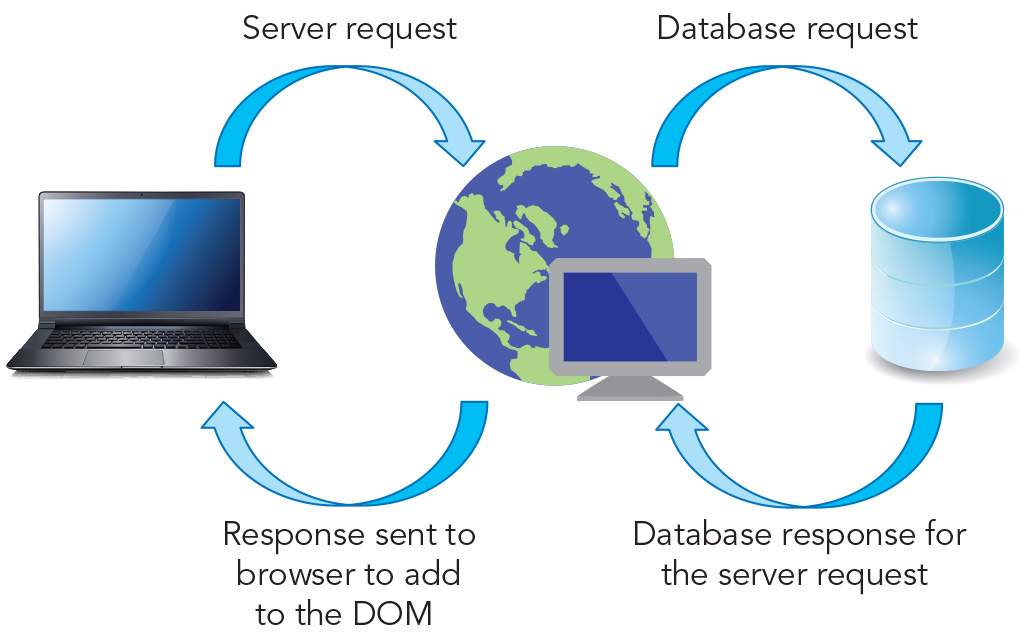 Server request
Database request
Response sent to
browser to add
to the DOM
Database response for
the server request